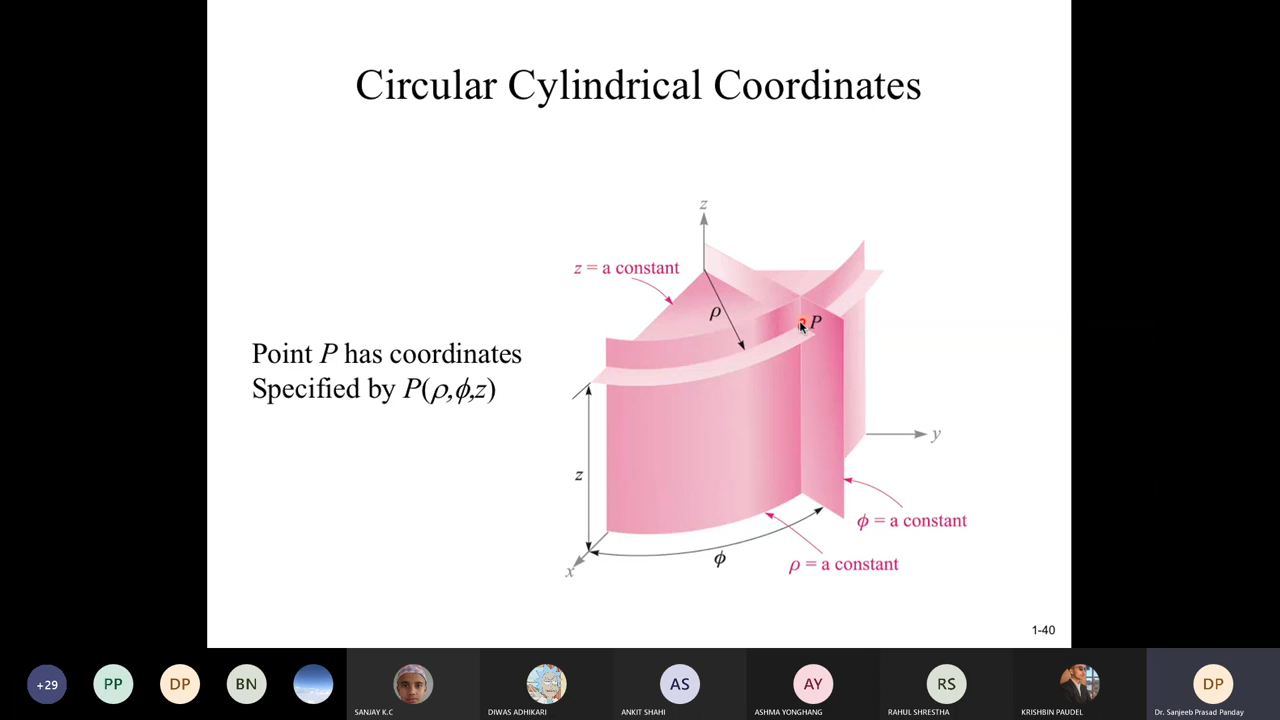 Circular Cylindrical Coordinates
z
z = a constant
ρ
P
Point P has coordinates
Specified by P(ρ,ϕ,z)
y
z
ϕ = a constant
ϕ
ρ = a constant
x
1-40
+29
PP
DP
BN
AS
AY
RS
DP
SANJAY K.C
DIWAS ADHIKARI
ANKIT SHAHI
ASHMA YONGHANG
RAHUL SHRESTHA
KRISHBIN PAUDEL
Dr. Sanjeeb Prasad Panday